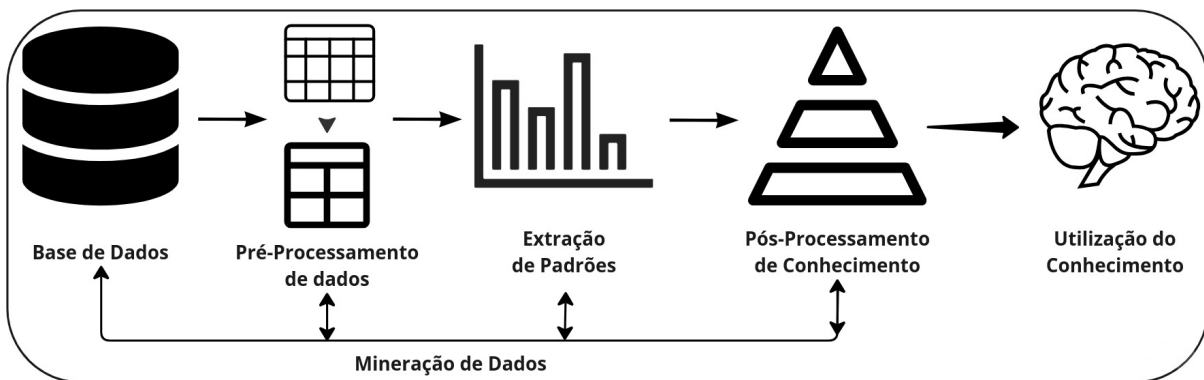 Base de Dados
Pré-Processamento
de dados
Extração
de Padrões
Pós-Processamento
de Conhecimento
Utilização do
Conhecimento
Mineração de Dados